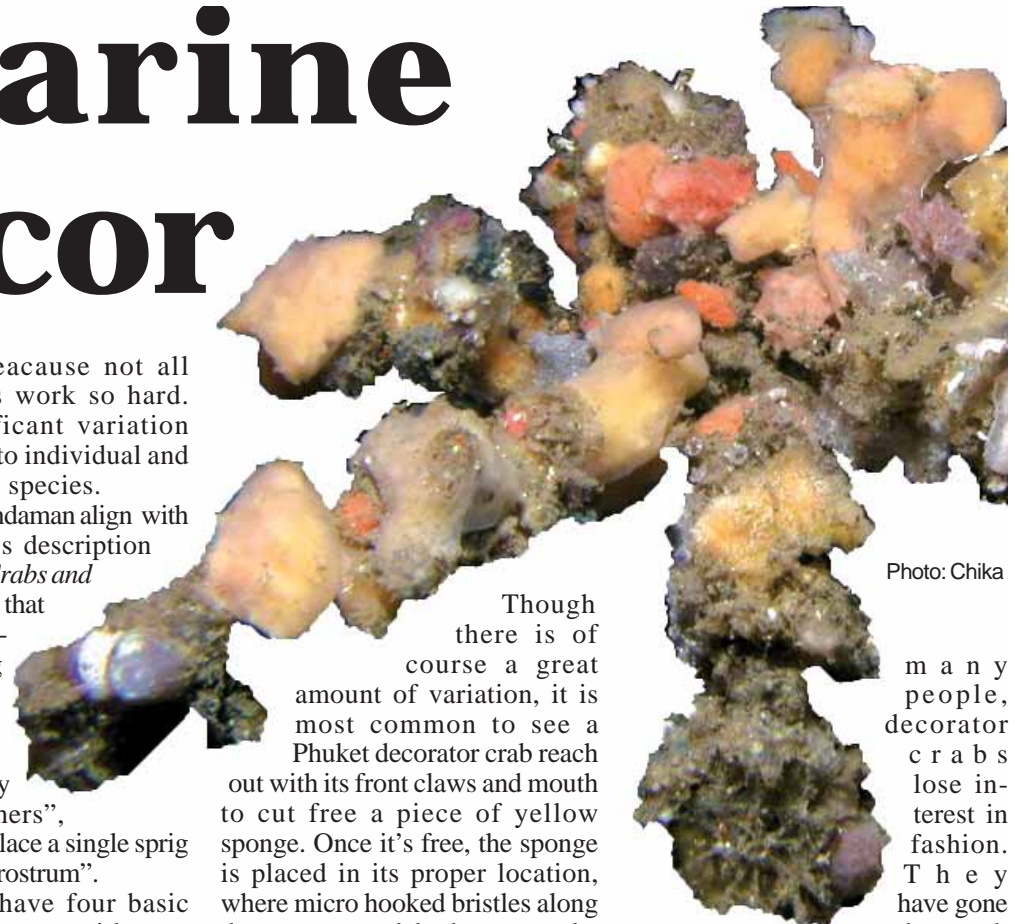 arine
cor
eacause not all
s work so hard.
ficant variation
to individual and
species.
ndaman align with
s description
rabs and
that
-
y
hers”,
lace a single sprig
rostrum”.
have four basic
Though
there is of
course a great
amount of variation, it is
most common to see a
Phuket decorator crab reach
out with its front claws and mouth
to cut free a piece of yellow
sponge. Once it’s free, the sponge
is placed in its proper location,
where micro hooked bristles along
Photo: Chika
many
people,
decorator
crabs
lose in-
terest in
fashion.
They
have gone